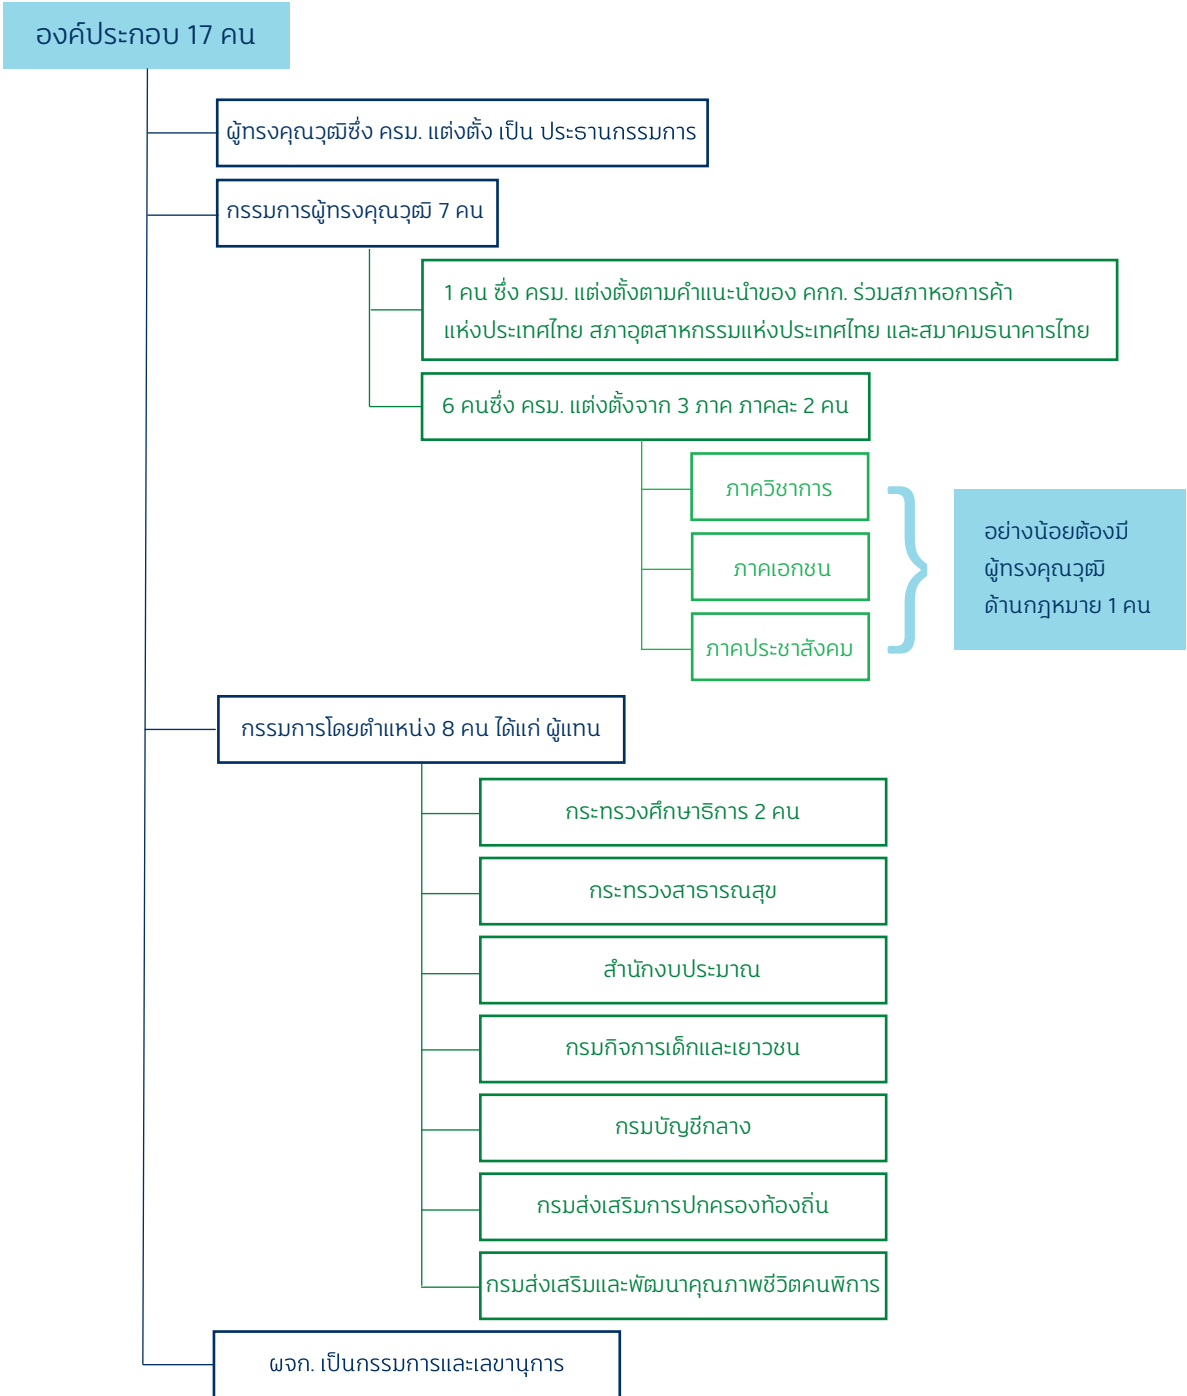 องค์ประกอบ 17 คน
ผู้ทรงคุณวุฒิซึ่ง ครม. แต่งตั้ง เป็น ประธานกรรมการ
กรรมการผู้ทรงคุณวุฒิ 7 คน
1 คน ซึ่ง ครม. แต่งตั้งตามคำแนะนำของ คกก. ร่วมสภาหอการค้า
แห่งประเทศไทย สภาอุตสาหกรรมแห่งประเทศไทย และสมาคมธนาคารไทย
6 คนซึ่ง ครม. แต่งตั้งจาก 3 ภาค ภาคละ 2 คน
ภาควิชาการ
ภาคเอกชน
ภาคประชาสังคม
อย่างน้อยต้องมี
ผู้ทรงคุณวุฒิ
ด้านกฎหมาย 1 คน
กรรมการโดยตำแหน่ง 8 คน ได้แก่ ผู้แทน
กระทรวงศึกษาธิการ 2 คน
กระทรวงสาธารณสุข
สำนักงบประมาณ
กรมกิจการเด็กและเยาวชน
กรมบัญชีกลาง
กรมส่งเสริมการปกครองท้องถิ่น
กรมส่งเสริมและพัฒนาคุณภาพชีวิตคนพิการ
ผจก. เป็นกรรมการและเลขานุการ